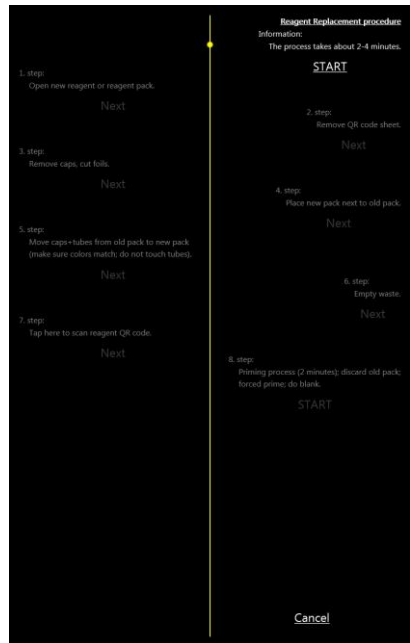 Reagent Replacement procedure
Information:
The process takes about 2-4 minutes.
START
1. step:
Open new reagent or reagent pack.
Next
2. step:
Remove QR code sheet.
Next
3. step:
Remove caps, cut foils.
Next
4. step:
Place new pack next to old pack.
Next
5. step:
Move caps+tubes from old pack to new pack
(make sure colors match; do not touch tubes).
Next
6. step:
Empty waste.
Next
7. step:
Tap here to scan reagent QR code.
Next
8. step:
Priming process (2 minutes); discard old pack;
forced prime; do blank.
START
Cancel